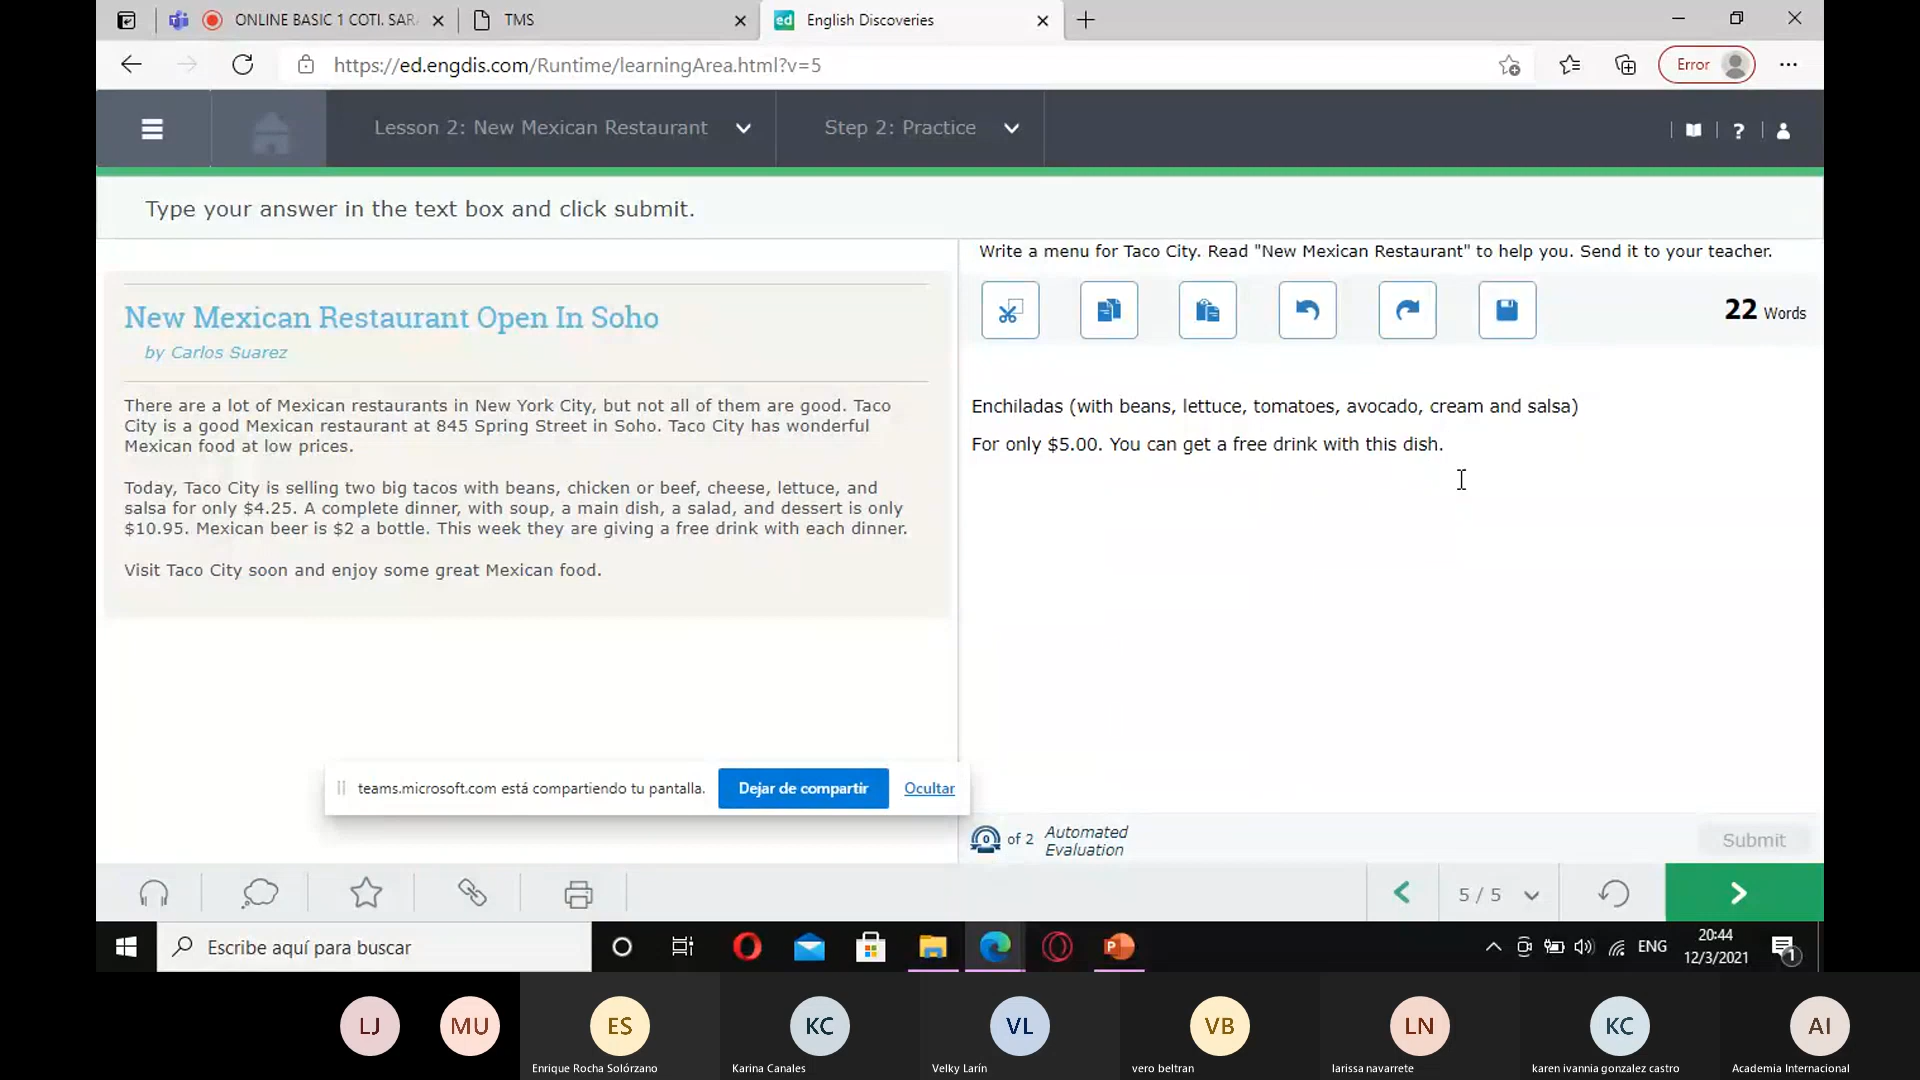 ONLINE BASIC 1 COTI. SAR
TMS
English Discoveries
https://ed.engdis.com/Runtime/learningArea.html?v=5
Error
Lesson 2: New Mexican Restaurant
Step 2: Practice
?
Type your answer in the text box and click submit.
New Mexican Restaurant Open In Soho
by Carlos Suarez
There are a lot of Mexican restaurants in New York City, but not all of them are good. Taco
City is a good Mexican restaurant at 845 Spring Street in Soho. Taco City has wonderful
Mexican food at low prices.
Today, Taco City is selling two big tacos with beans, chicken or beef, cheese, lettuce, and
salsa for only $4.25. A complete dinner, with soup, a main dish, a salad, and dessert is only
$10.95. Mexican beer is $2 a bottle. This week they are giving a free drink with each dinner.
Visit Taco City soon and enjoy some great Mexican food.
Write a menu for Taco City. Read "New Mexican Restaurant" to help you. Send it to your teacher.
22 Words
Enchiladas (with beans, lettuce, tomatoes, avocado, cream and salsa)
For only $5.00. You can get a free drink with this dish.
teams.microsoft.com está compartiendo tu pantalla.
Dejar de compartir
Ocultar
0 of 2
Automated
Evaluation
Submit
5 / 5
Escribe aquí para buscar
ENG
20:44
12/3/2021
1
LJ
MU
ES
KC
VL
VB
LN
KC
AI
Enrique Rocha Solórzano
Karina Canales
Velky Larín
vero beltran
larissa navarrete
karen ivannia gonzalez castro
Academia Internacional